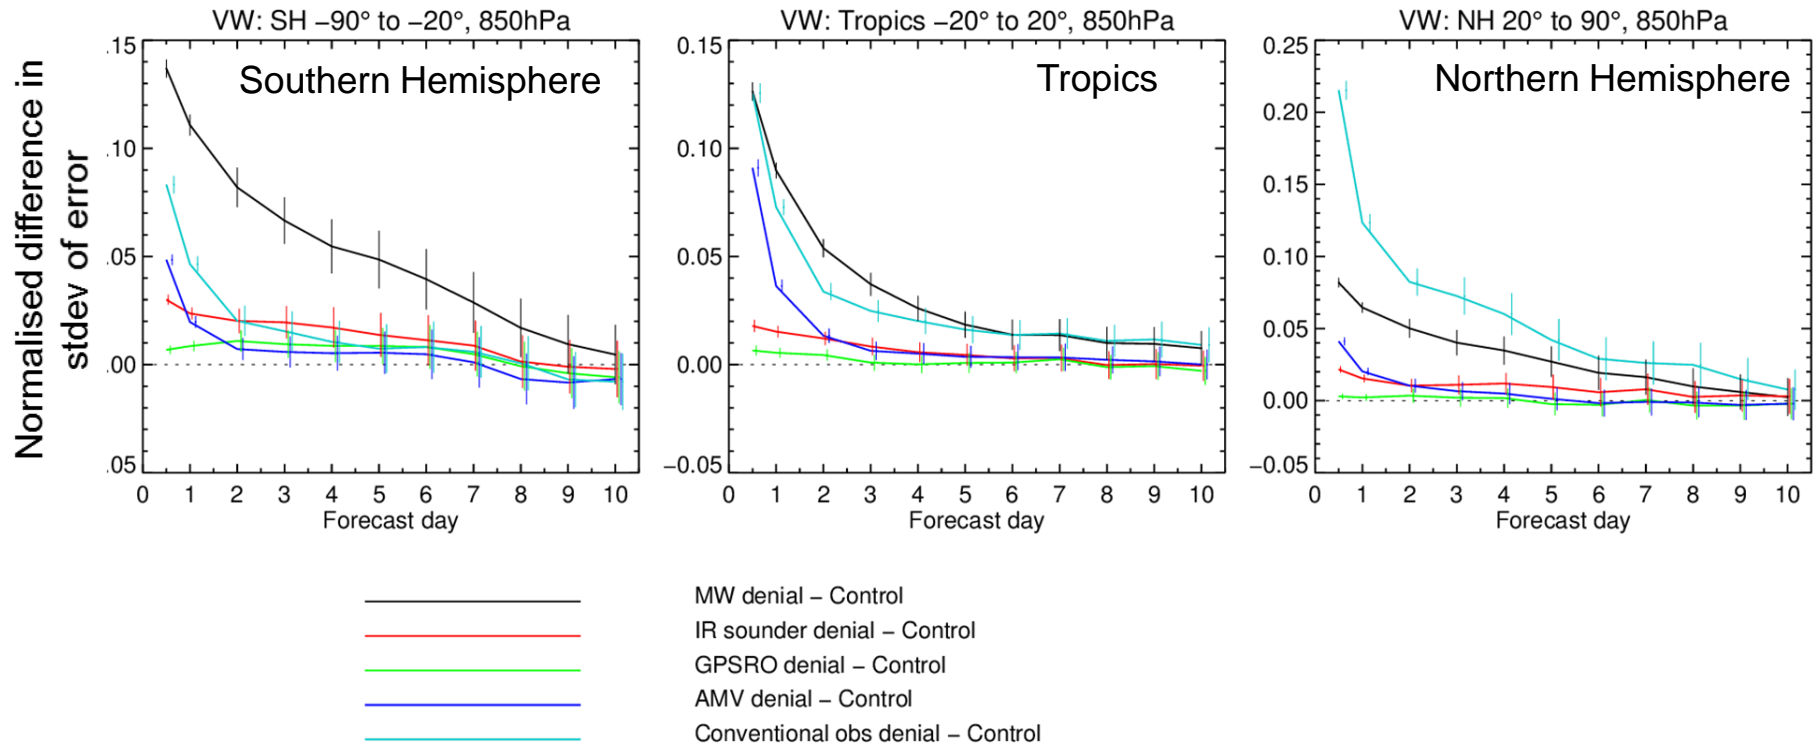 VW: SH −90° to −20°, 850hPa
VW: Tropics −20° to 20°, 850hPa
VW: NH 20° to 90°, 850hPa
Southern Hemisphere
Tropics
Northern Hemisphere
Normalised difference in
stdev of error
.15
.10
.05
.00
.05
0 1 2 3 4 5 6 7 8 9 10
Forecast day
0.15
0.10
0.05
0.00
−0.05
0 1 2 3 4 5 6 7 8 9 10
Forecast day
0.25
0.20
0.15
0.10
0.05
0.00
−0.05
0 1 2 3 4 5 6 7 8 9 10
Forecast day
MW denial − Control
IR sounder denial − Control
GPSRO denial − Control
AMV denial − Control
Conventional obs denial − Control